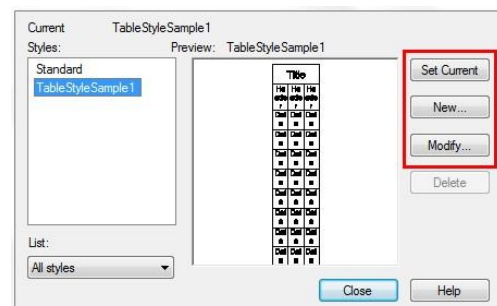 Current TableStyleSample1
Styles: Preview: TableStyleSample1
Standard
TableStyleSample1
Title
Set Current
New...
Modify...
Delete
List:
All styles
Close Help